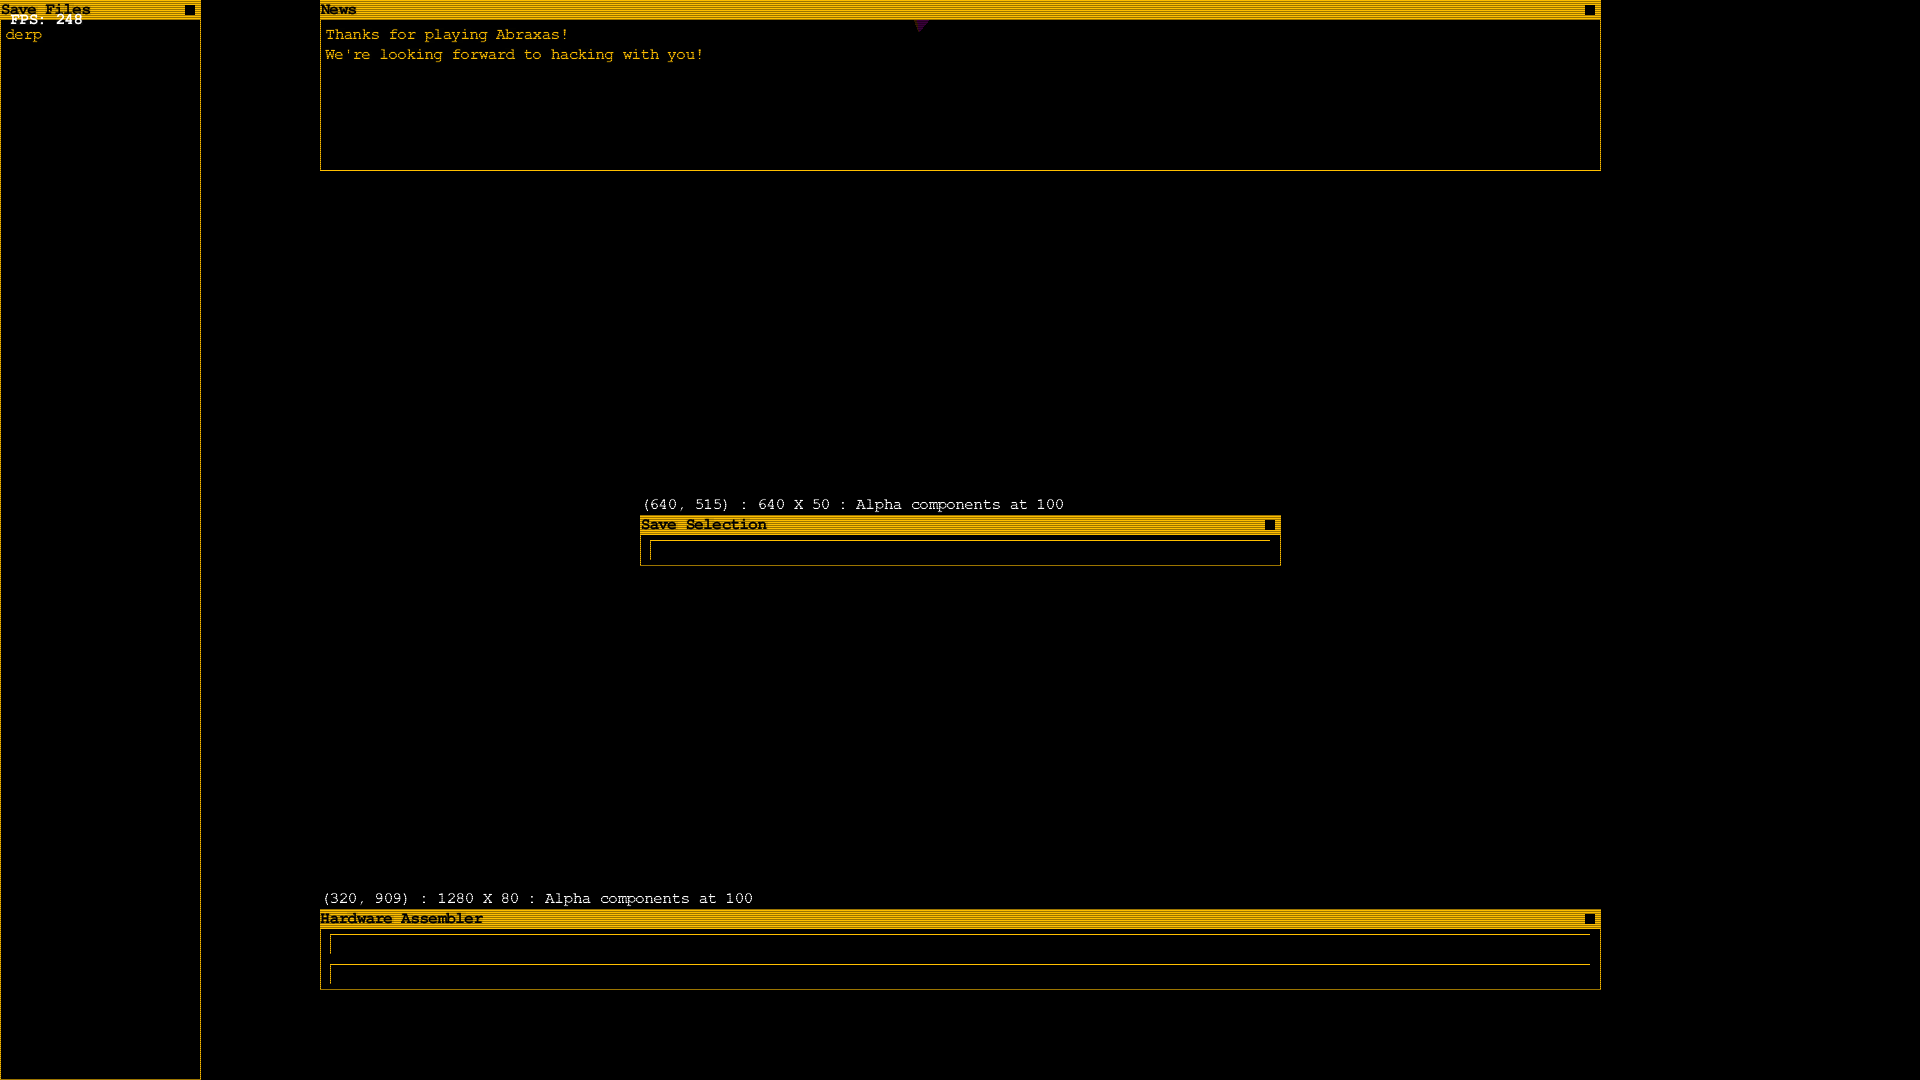 Save Files
FPS: 248
derp
News
Thanks for playing Abraxas!
We're looking forward to hacking with you!
(640, 515) : 640 X 50 : Alpha components at 100
Save Selection
(320, 909) : 1280 X 80 : Alpha components at 100
Hardware Assembler